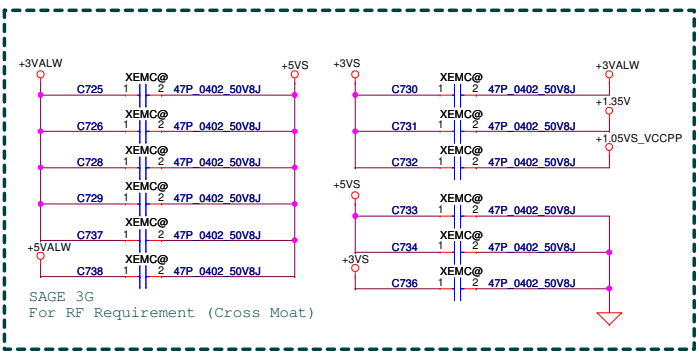 +3VALW
+5VS
XEMC@
C725 1 2 47P_0402_50V8J
XEMC@
C726 1 2 47P_0402_50V8J
XEMC@
C728 1 2 47P_0402_50V8J
XEMC@
C729 1 2 47P_0402_50V8J
XEMC@
C737 1 2 47P_0402_50V8J
+5VALW
XEMC@
C738 1 2 47P_0402_50V8J
SAGE 3G
For RF Requirement (Cross Moat)
+3VS
+3VALW
XEMC@
C730 1 2 47P_0402_50V8J
+1.35V
XEMC@
C731 1 2 47P_0402_50V8J
+1.05VS_VCCPP
XEMC@
C732 1 2 47P_0402_50V8J
+5VS
XEMC@
C733 1 2 47P_0402_50V8J
XEMC@
C734 1 2 47P_0402_50V8J
+3VS
XEMC@
C736 1 2 47P_0402_50V8J